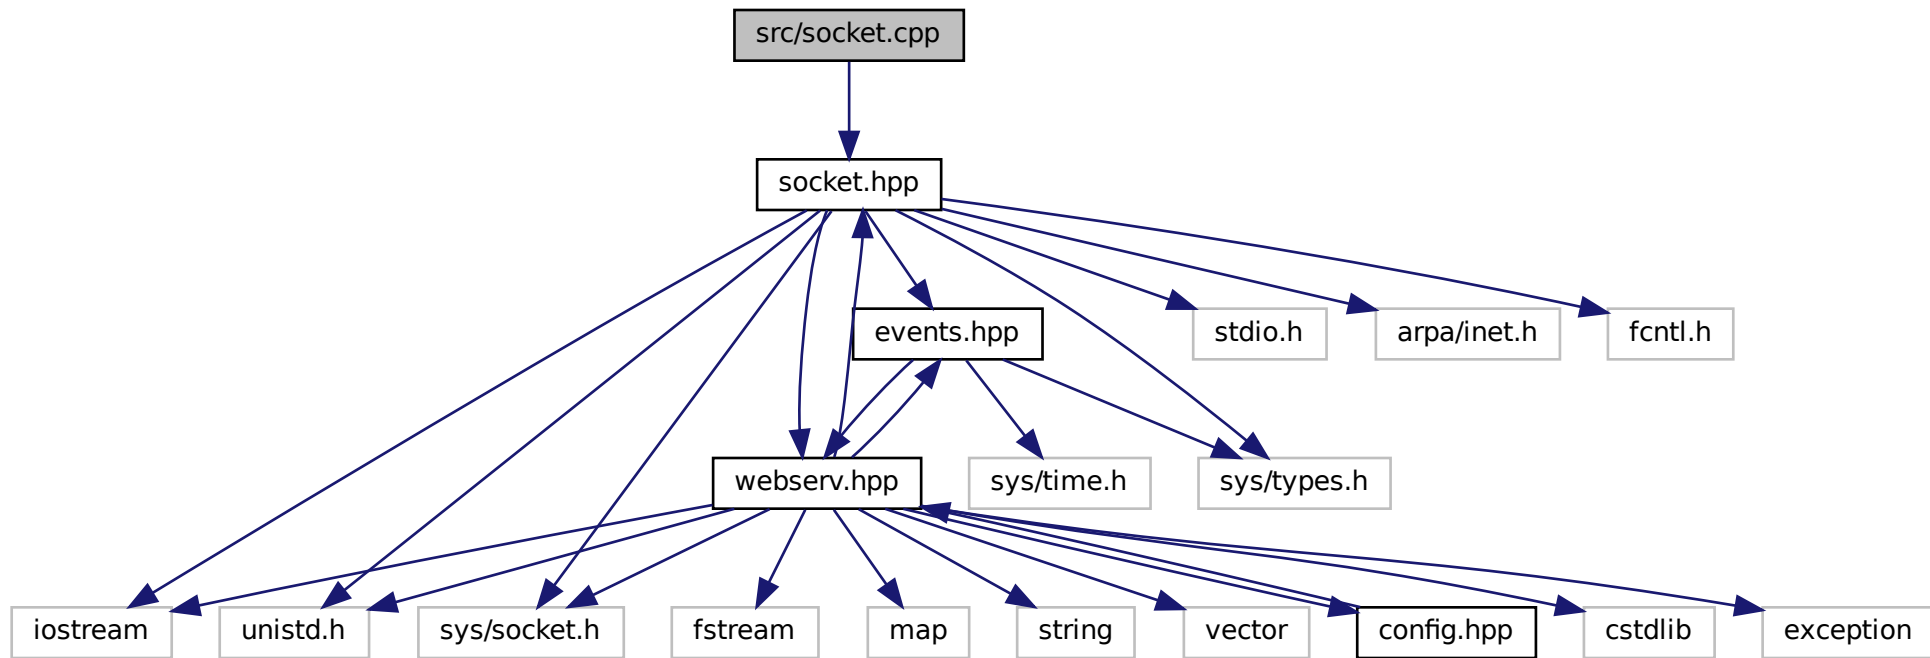 src/socket.cpp
socket.hpp
events.hpp
stdio.h
arpa/inet.h
fcntl.h
webserv.hpp
sys/time.h
sys/types.h
iostream
unistd.h
sys/socket.h
fstream
map
string
vector
config.hpp
cstdlib
exception